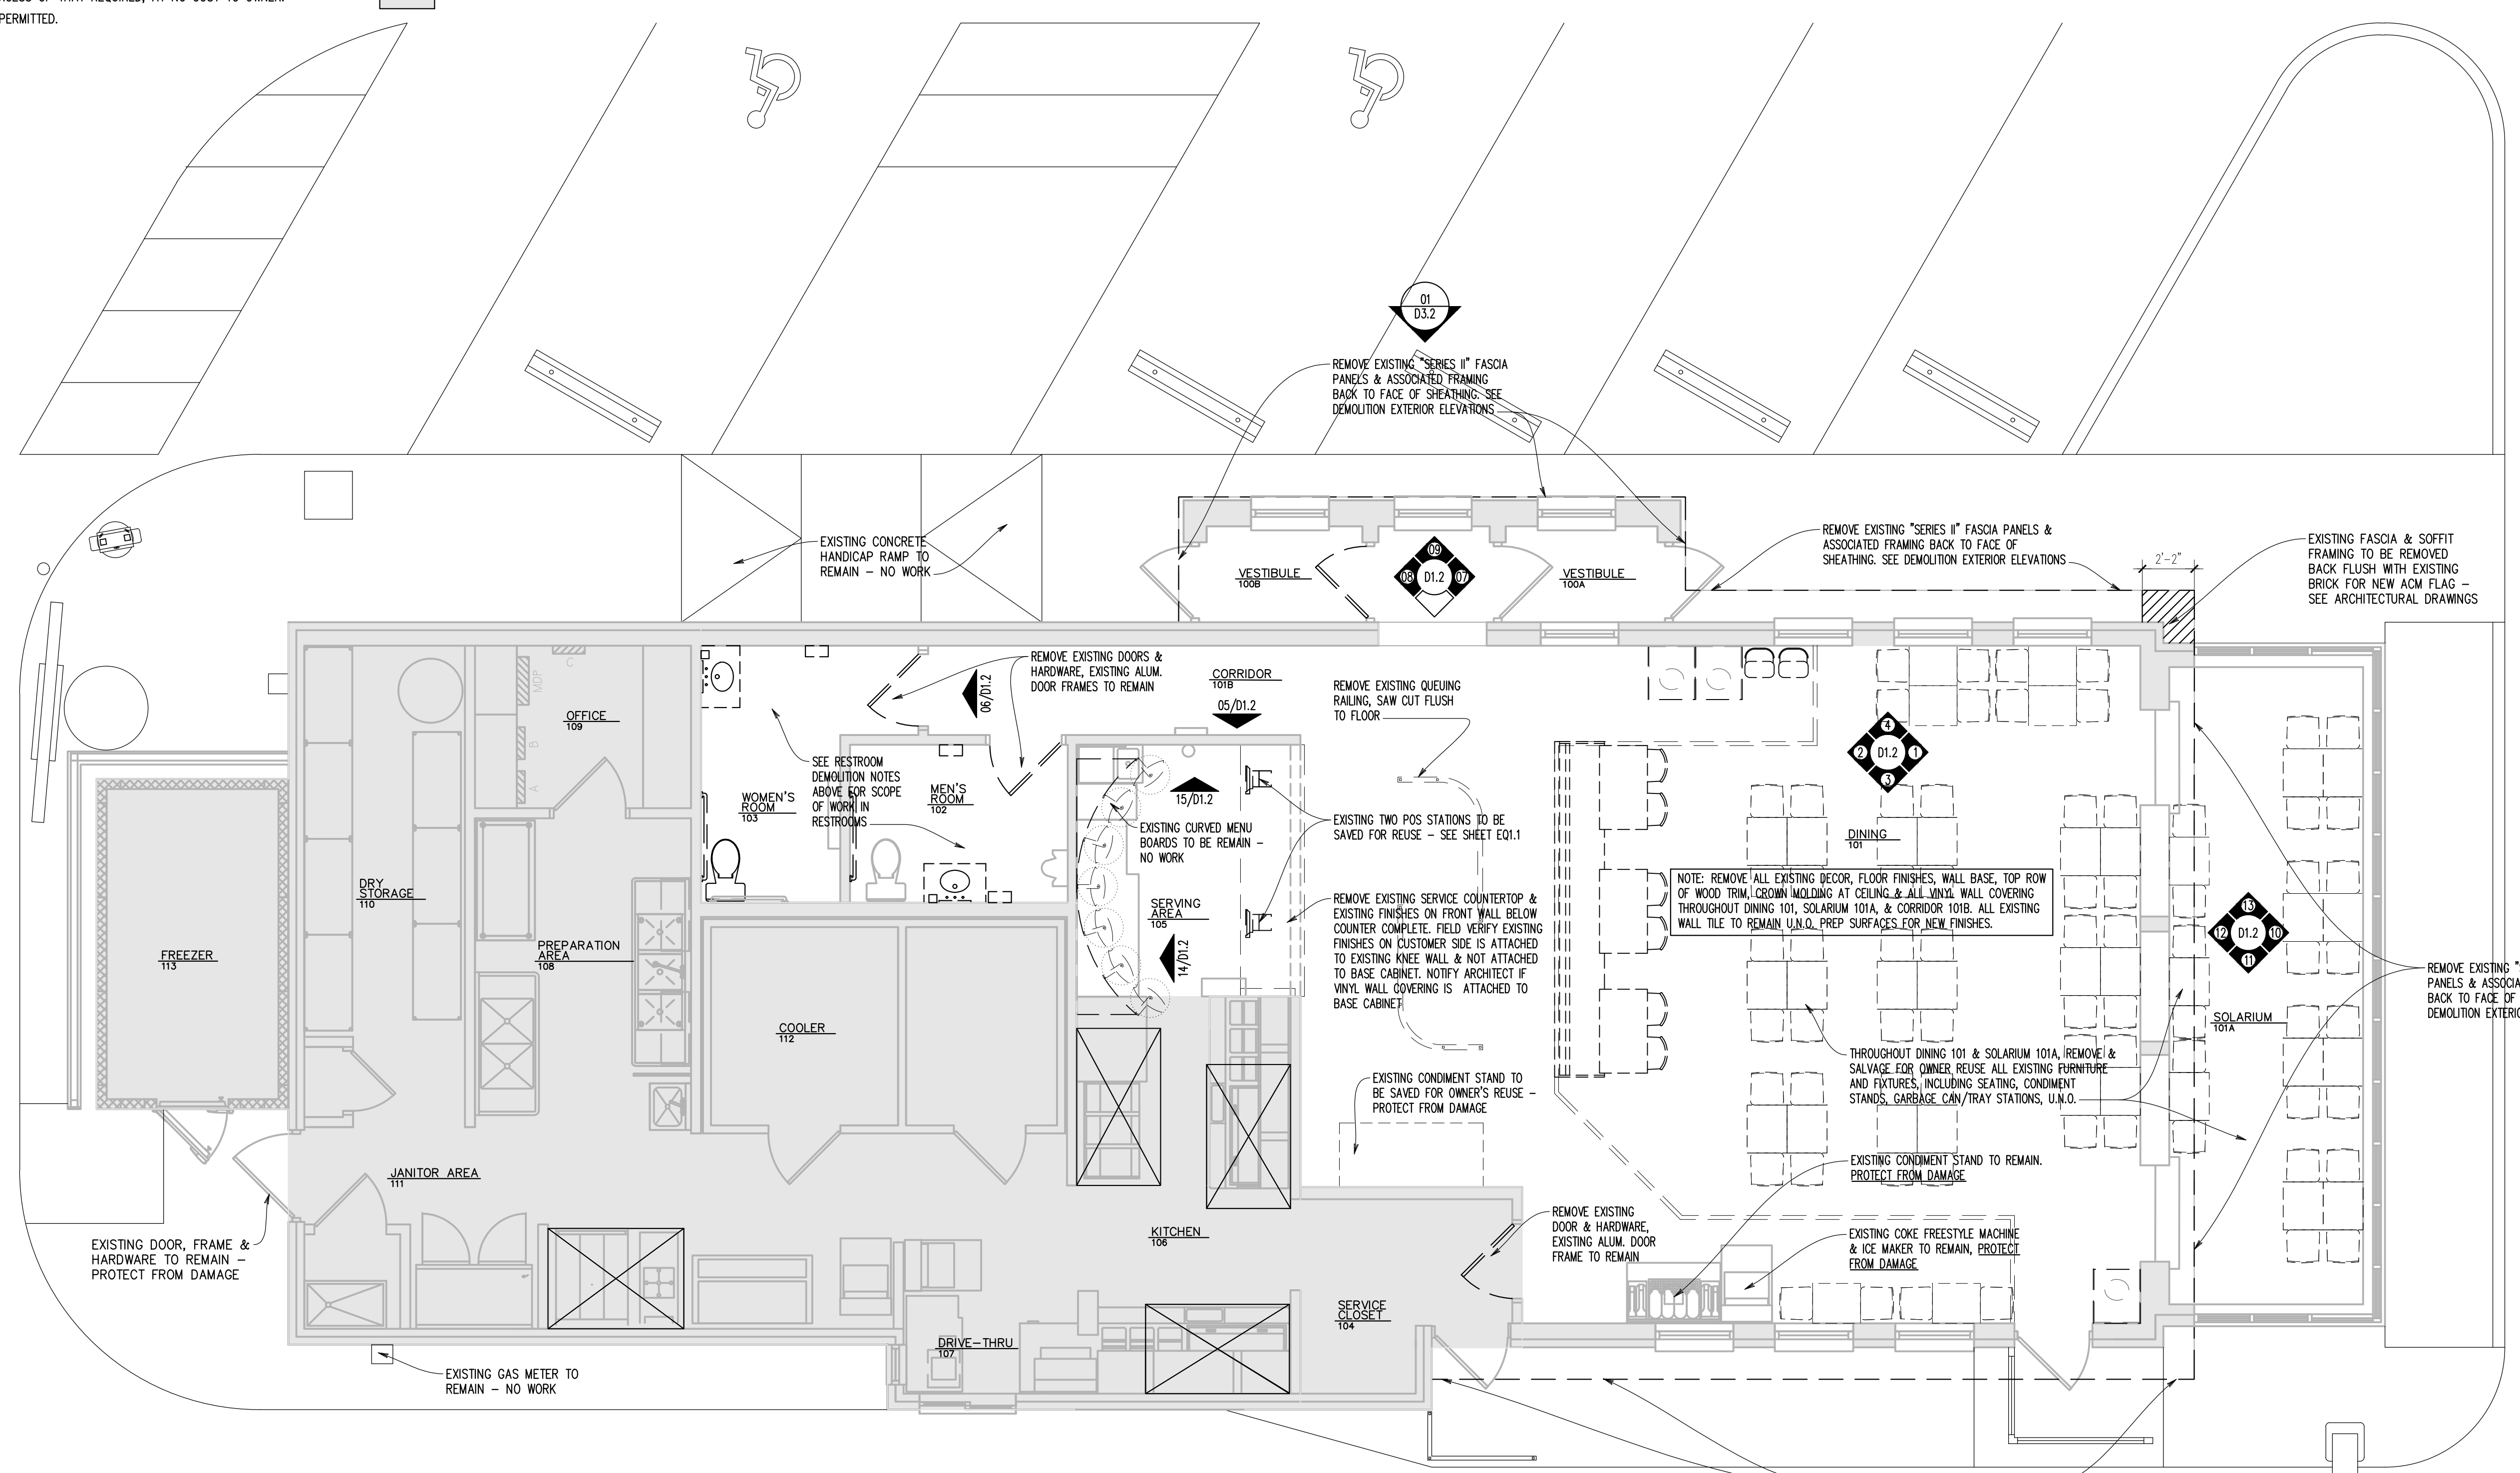 PERMITTED.
01
D3.2
REMOVE EXISTING "SERIES II" FASCIA
PANELS & ASSOCIATED FRAMING
BACK TO FACE OF SHEATHING. SEE
DEMOLITION EXTERIOR ELEVATIONS
EXISTING CONCRETE
HANDICAP RAMP TO
REMAIN – NO WORK
VESTIBULE
100B
09
08
D1.2
07
VESTIBULE
100A
REMOVE EXISTING "SERIES II" FASCIA PANELS &
ASSOCIATED FRAMING BACK TO FACE OF
SHEATHING. SEE DEMOLITION EXTERIOR ELEVATIONS
2'-2"
EXISTING FASCIA & SOFFIT
FRAMING TO BE REMOVED
BACK FLUSH WITH EXISTING
BRICK FOR NEW ACM FLAG –
SEE ARCHITECTURAL DRAWINGS
MDP
C
B
A
OFFICE
109
REMOVE EXISTING DOORS &
HARDWARE, EXISTING ALUM.
DOOR FRAMES TO REMAIN
06/D1.2
CORRIDOR
101B
05/D1.2
REMOVE EXISTING QUEUING
RAILING, SAW CUT FLUSH
TO FLOOR
4
2
D1.2
1
3
SEE RESTROOM
DEMOLITION NOTES
ABOVE FOR SCOPE
OF WORK IN
RESTROOMS
WOMEN'S
ROOM
103
MEN'S
ROOM
102
15/D1.2
EXISTING CURVED MENU
BOARDS TO BE REMAIN –
NO WORK
EXISTING TWO POS STATIONS TO BE
SAVED FOR REUSE – SEE SHEET EQ1.1
DINING
101
NOTE: REMOVE ALL EXISTING DECOR, FLOOR FINISHES, WALL BASE, TOP ROW
OF WOOD TRIM, CROWN MOLDING AT CEILING & ALL VINYL WALL COVERING
THROUGHOUT DINING 101, SOLARIUM 101A, & CORRIDOR 101B. ALL EXISTING
WALL TILE TO REMAIN U.N.O. PREP SURFACES FOR NEW FINISHES.
DRY
STORAGE
110
SERVING
AREA
105
14/D1.2
REMOVE EXISTING SERVICE COUNTERTOP &
EXISTING FINISHES ON FRONT WALL BELOW
COUNTER COMPLETE. FIELD VERIFY EXISTING
FINISHES ON CUSTOMER SIDE IS ATTACHED
TO EXISTING KNEE WALL & NOT ATTACHED
TO BASE CABINET. NOTIFY ARCHITECT IF
VINYL WALL COVERING IS ATTACHED TO
BASE CABINET
13
12
D1.2
10
11
FREEZER
113
PREPARATION
AREA
108
COOLER
112
SOLARIUM
101A
REMOVE EXISTING
BACK TO FACE OF
THROUGHOUT DINING 101 & SOLARIUM 101A, REMOVE &
SALVAGE FOR OWNER REUSE ALL EXISTING FURNITURE
AND FIXTURES, INCLUDING SEATING, CONDIMENT
STANDS, GARBAGE CAN/TRAY STATIONS, U.N.O.
EXISTING CONDIMENT STAND TO
BE SAVED FOR OWNER'S REUSE –
PROTECT FROM DAMAGE
JANITOR AREA
111
EXISTING CONDIMENT STAND TO REMAIN.
PROTECT FROM DAMAGE
EXISTING DOOR, FRAME &
HARDWARE TO REMAIN –
PROTECT FROM DAMAGE
KITCHEN
106
REMOVE EXISTING
DOOR & HARDWARE,
EXISTING ALUM. DOOR
FRAME TO REMAIN
EXISTING COKE FREESTYLE MACHINE
& ICE MAKER TO REMAIN, PROTECT
FROM DAMAGE
SERVICE
CLOSET
104
DRIVE-THRU
107
EXISTING GAS METER TO
REMAIN – NO WORK